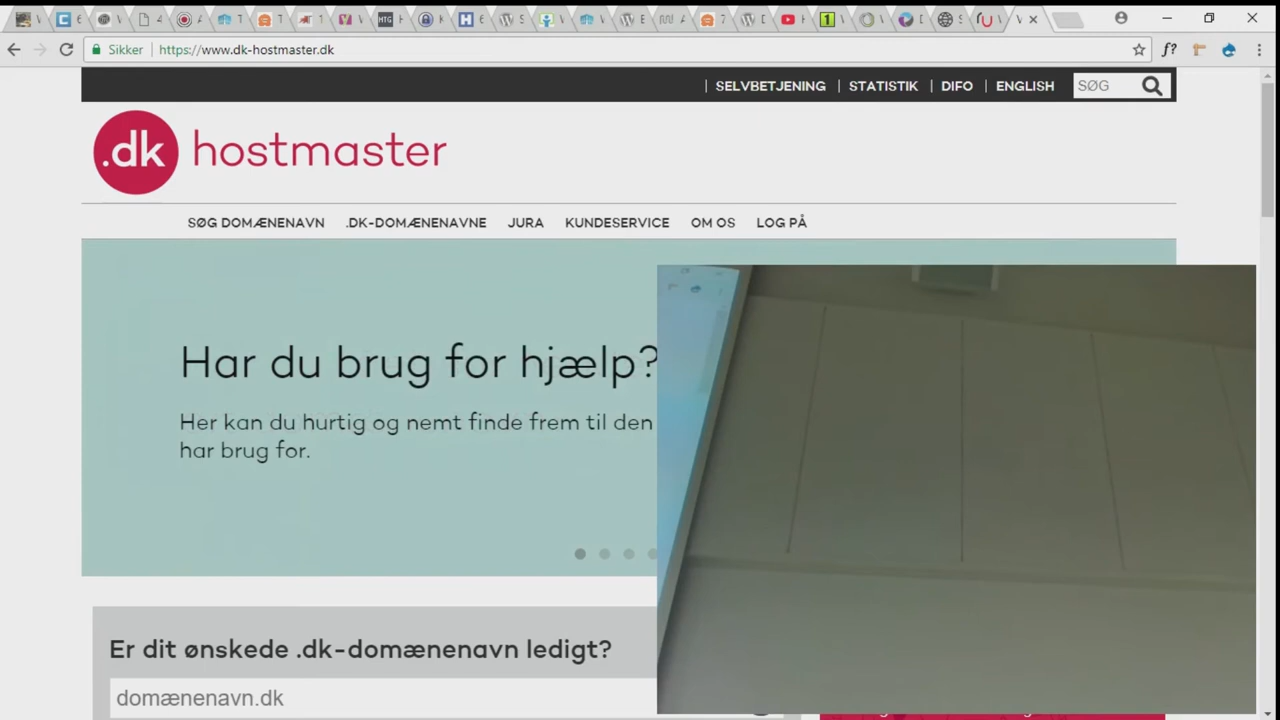 Sikker
https://www.dk-hostmaster.dk
SELVBETJENING
STATISTIK
DIFO
ENGLISH
SØG
.dk hostmaster
SØG DOMÆNENAVN
.DK-DOMÆNENAVNE
JURA
KUNDESERVICE
OM OS
LOG PÅ
Har du brug for hjælp?
Her kan du hurtig og nemt finde frem til den
har brug for.
Er dit ønskede .dk-domænenavn ledigt?
domænenavn.dk